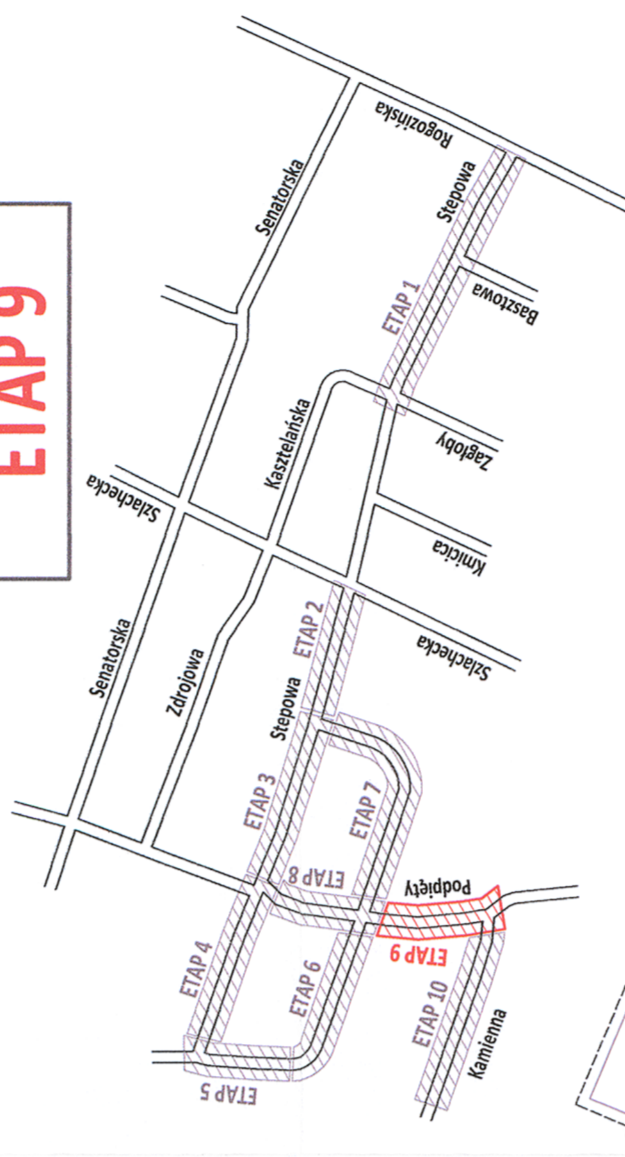 ETAP 9
Rogozińska
Senatorska
Stepowa
Basztowa
ETAP 1
Kasztelańska
Zagłoby
Kmicica
Szlachecka
Szlachecka
ETAP 2
Senatorska
Zdrojowa
Stepowa
ETAP 3
ETAP 7
ETAP 8
Podpięty
ETAP 9
ETAP 4
ETAP 6
ETAP 10
Kamienna
ETAP 5